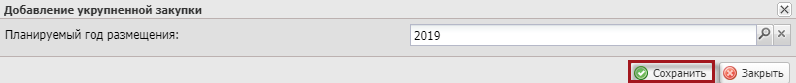 Добавление укрупненной закупки
Планируемый год размещения: 2019
Сохранить Закрыть